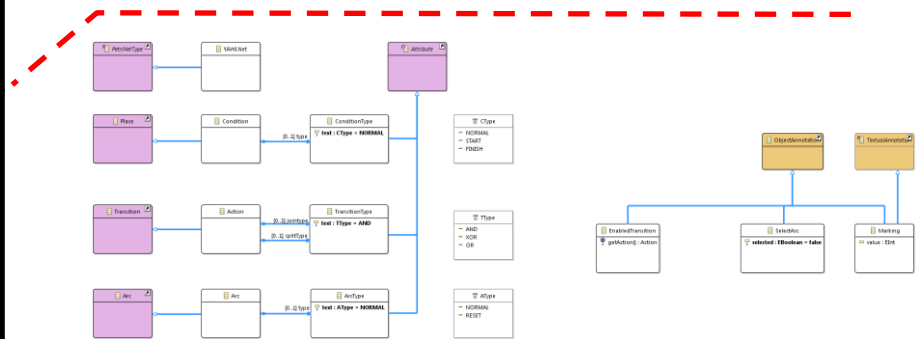 PetriNetType
YAWLNet
Attribute
Place
Condition
[0..1] type
ConditionType
text : CType = NORMAL
CType
NORMAL
START
FINISH
ObjectAnnotation
TextualAnnotation
Transition
Action
[0..1] joinType
[0..1] splitType
TransitionType
text : TType = AND
TType
AND
XOR
OR
EnabledTransition
getAction() : Action
SelectArc
selected : EBoolean = false
Marking
value : EInt
Arc
Arc
[0..1] type
ArcType
text : AType = NORMAL
AType
NORMAL
RESET